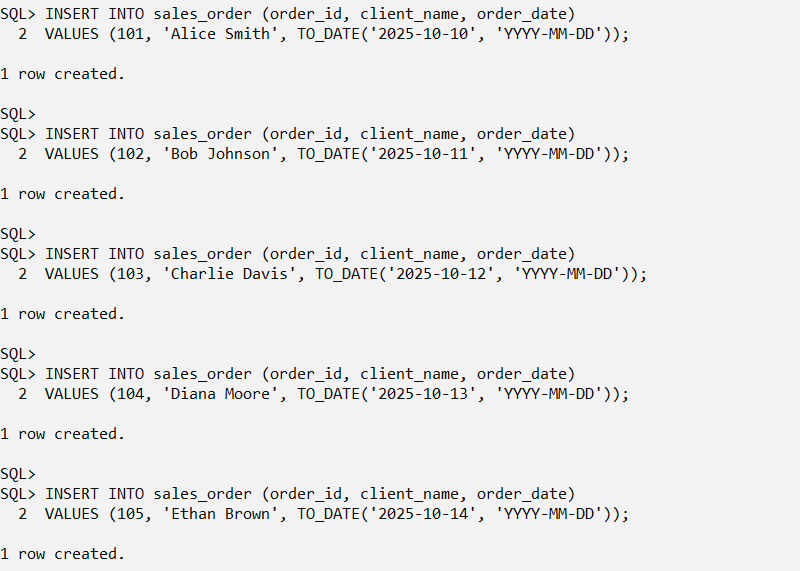 SQL> INSERT INTO sales_order (order_id, client_name, order_date)
  2  VALUES (101, 'Alice Smith', TO_DATE('2025-10-10', 'YYYY-MM-DD'));
1 row created.
SQL>
SQL> INSERT INTO sales_order (order_id, client_name, order_date)
  2  VALUES (102, 'Bob Johnson', TO_DATE('2025-10-11', 'YYYY-MM-DD'));
1 row created.
SQL>
SQL> INSERT INTO sales_order (order_id, client_name, order_date)
  2  VALUES (103, 'Charlie Davis', TO_DATE('2025-10-12', 'YYYY-MM-DD'));
1 row created.
SQL>
SQL> INSERT INTO sales_order (order_id, client_name, order_date)
  2  VALUES (104, 'Diana Moore', TO_DATE('2025-10-13', 'YYYY-MM-DD'));
1 row created.
SQL>
SQL> INSERT INTO sales_order (order_id, client_name, order_date)
  2  VALUES (105, 'Ethan Brown', TO_DATE('2025-10-14', 'YYYY-MM-DD'));
1 row created.